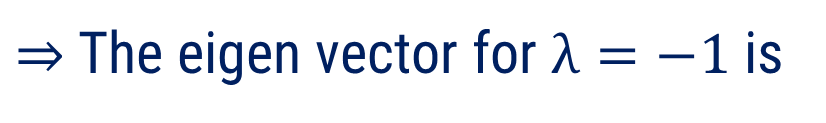 ⇒ The eigen vector for λ = −1 is